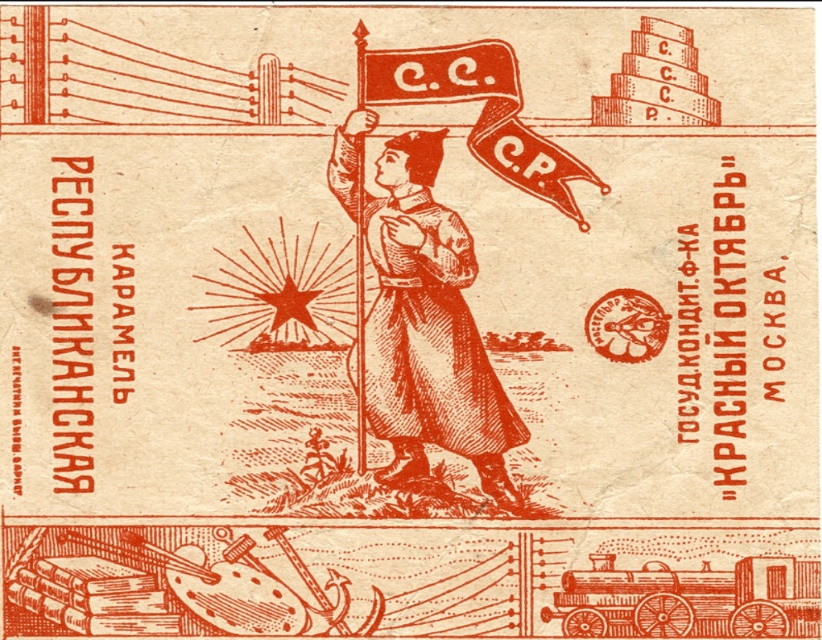 С. С.
С. Р.
С.
С.
С.
Р.
КАРАМЕЛЬ
РЕСПУБЛИКАНСКАЯ
ГОСУД. КОНДИТ. Ф-КА
"КРАСНЫЙ ОКТЯБРЬ"
МОСКВА.